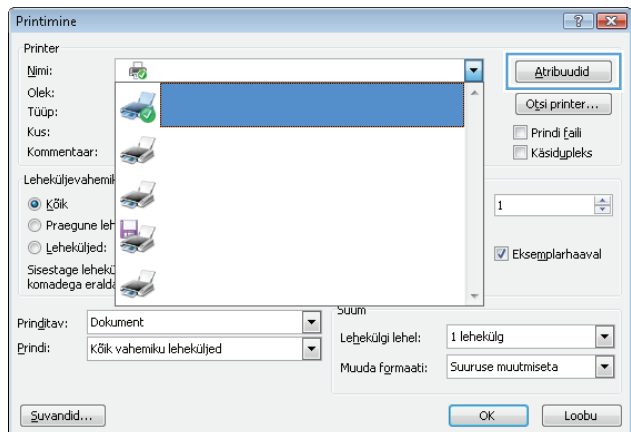 Printimine
Printer
Nimi:
Atribuudid
Olek:
Tüüp:
Otsi printer...
Kus:
Prindi faili
Kommentaar:
Käsidupleks
Leheküljevahemi
Kõik
1
Praegune leh
Leheküljed:
Eksemplarhaaval
Sisestage lehekü
komadega eralda
Suum
Prinditav: Dokument
Lehekülgi lehel: 1 lehekülg
Prindi: Kõik vahemiku leheküljed
Muuda formaati: Suuruse muutmiseta
Suvandid...
OK
Loobu